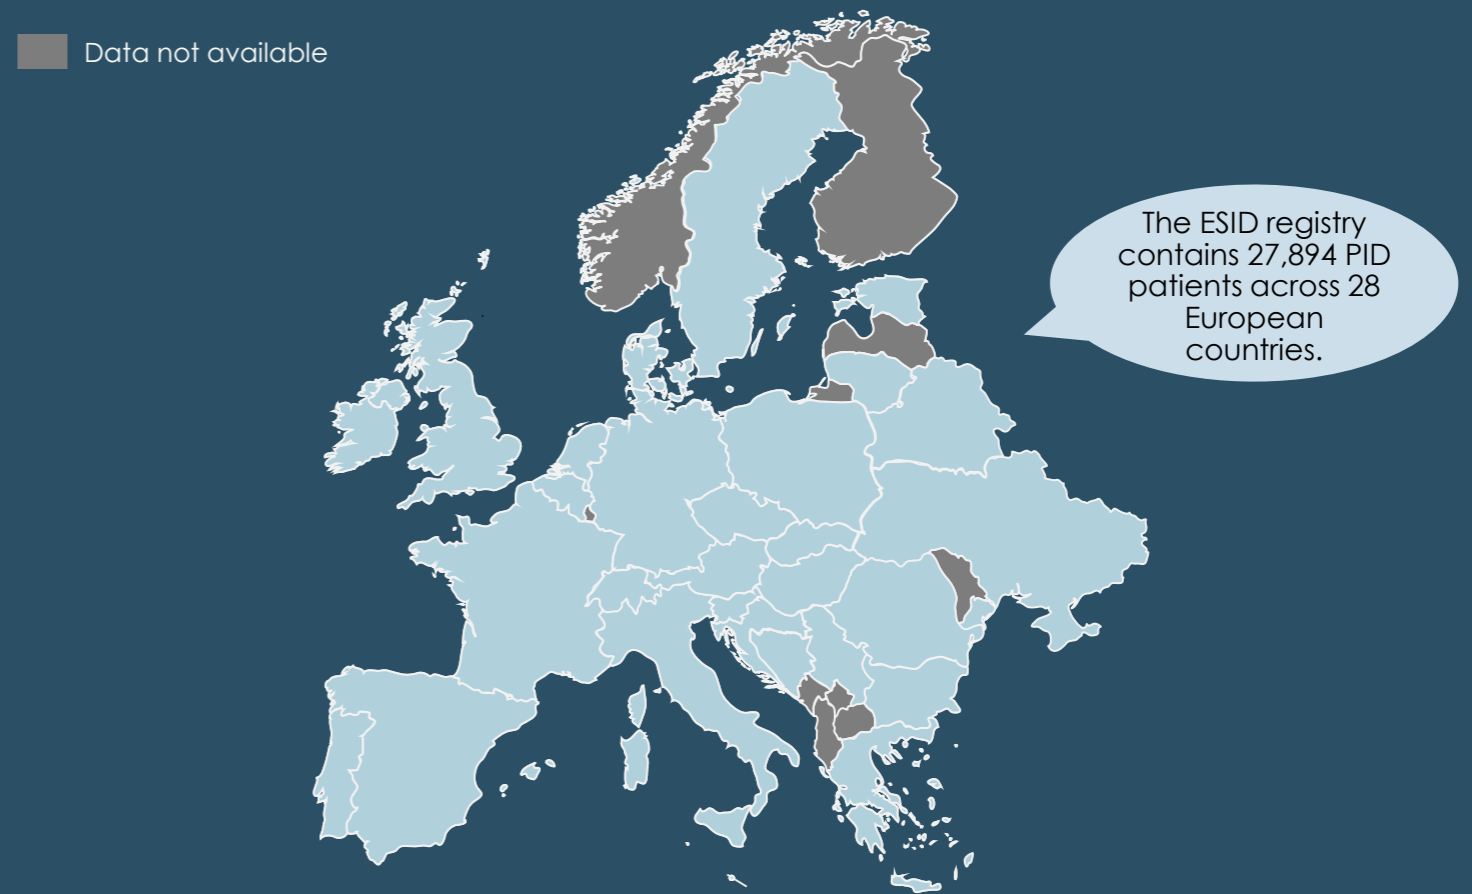 Data not available
The ESID registry
contains 27,894 PID
patients across 28
European
countries.